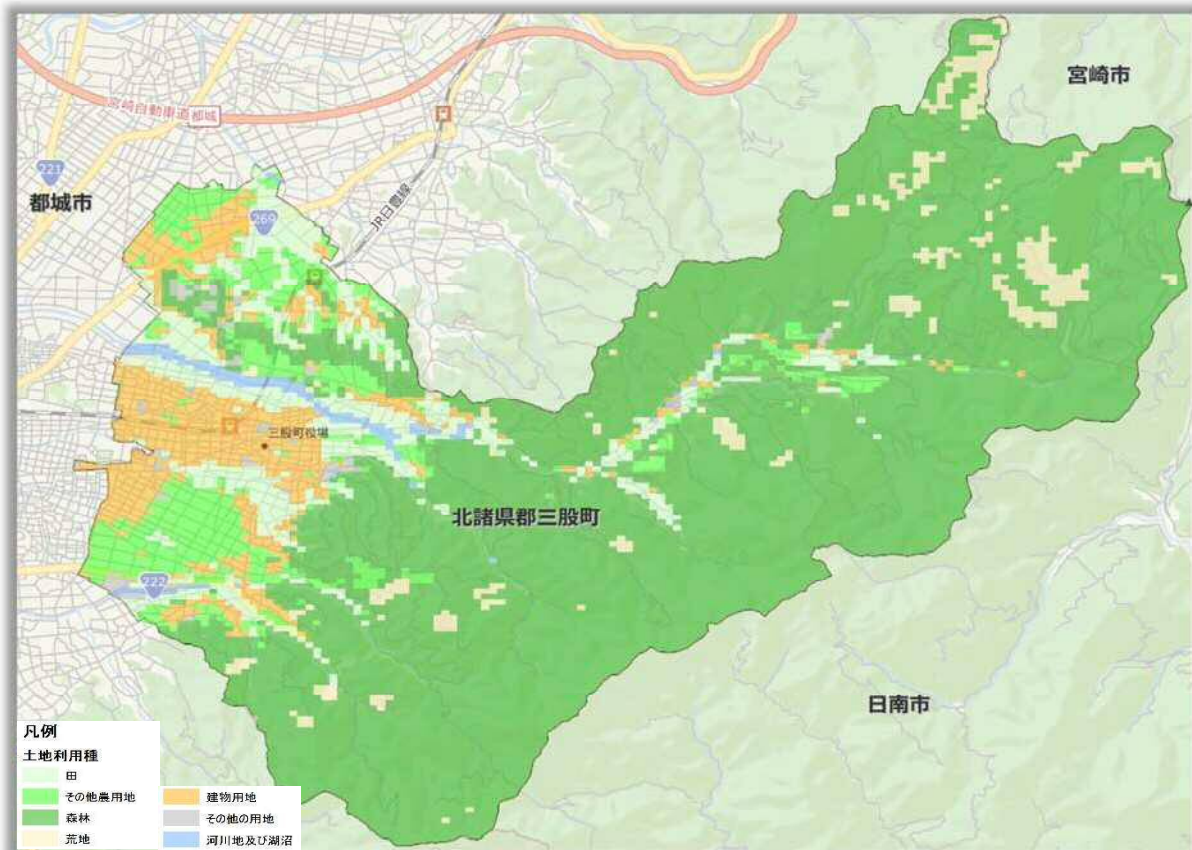 宮崎市
宮崎自動車道都城
221
都城市
JR日豊線
269
三股町役場
北諸県郡三股町
222
日南市
凡例
土地利用種
田
その他農用地
森林
荒地
建物用地
その他の用地
河川地及び湖沼